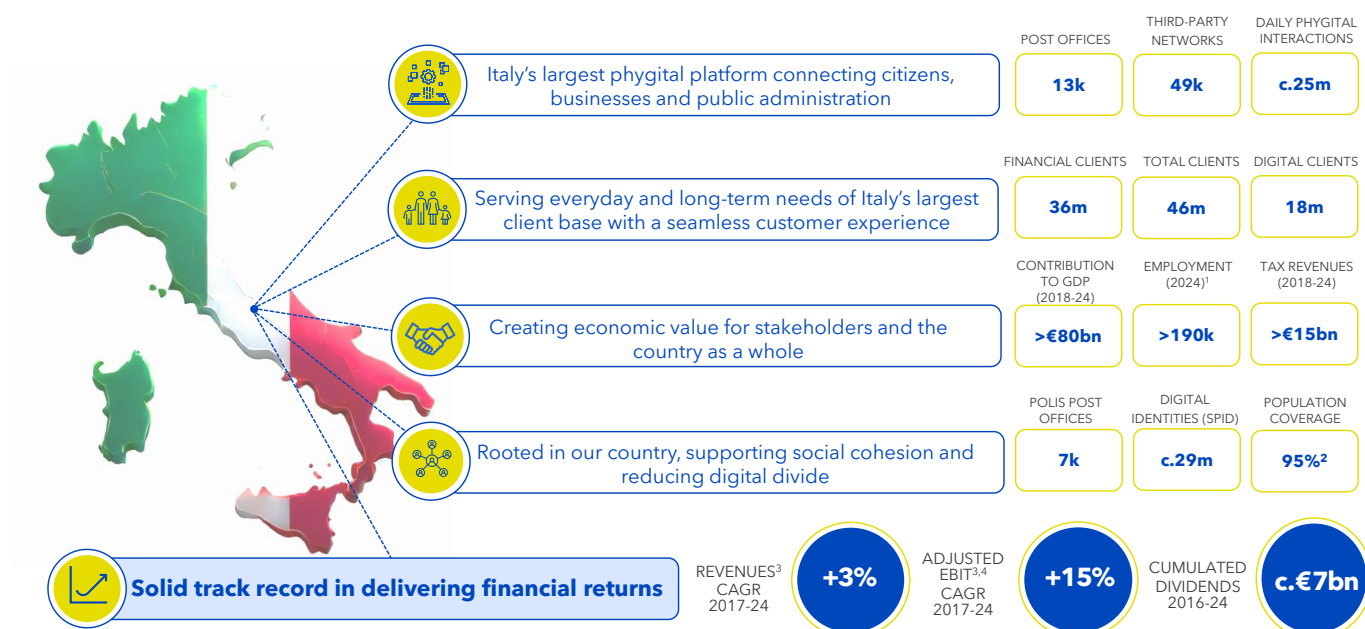 POST OFFICES
THIRD-PARTY
NETWORKS
DAILY PHYGITAL
INTERACTIONS
Italy's largest phygital platform connecting citizens,
businesses and public administration
13k
49k
c.25m
FINANCIAL CLIENTS
TOTAL CLIENTS
DIGITAL CLIENTS
Serving everyday and long-term needs of Italy's largest
client base with a seamless customer experience
36m
46m
18m
CONTRIBUTION
TO GDP
(2018-24)
EMPLOYMENT
(2024)¹
TAX REVENUES
(2018-24)
Creating economic value for stakeholders and the
country as a whole
>€80bn
>190k
>€15bn
POLIS POST
OFFICES
DIGITAL
IDENTITIES (SPID)
POPULATION
COVERAGE
Rooted in our country, supporting social cohesion and
reducing digital divide
7k
c.29m
95%²
Solid track record in delivering financial returns
REVENUES³
CAGR
2017-24
+3%
ADJUSTED
EBIT³,⁴
CAGR
2017-24
+15%
CUMULATED
DIVIDENDS
2016-24
c.€7bn